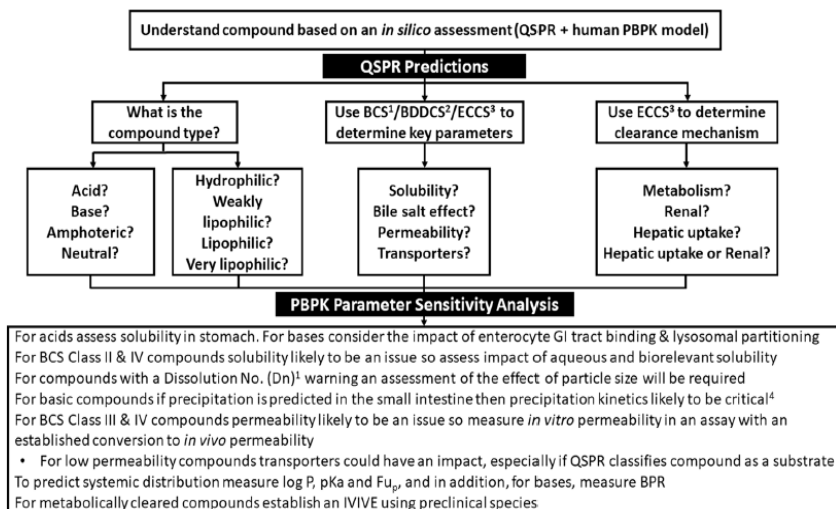 Understand compound based on an in silico assessment (QSPR + human PBPK model)
QSPR Predictions
What is the
compound type?
Use BCS¹/BDDCS²/ECCS³ to
determine key parameters
Use ECCS³ to determine
clearance mechanism
Acid?
Base?
Amphoteric?
Neutral?
Hydrophilic?
Weakly
lipophilic?
Lipophilic?
Very lipophilic?
Solubility?
Bile salt effect?
Permeability?
Transporters?
Metabolism?
Renal?
Hepatic uptake?
Hepatic uptake or Renal?
PBPK Parameter Sensitivity Analysis
For acids assess solubility in stomach. For bases consider the impact of enterocyte GI tract binding & lysosomal partitioning
For BCS Class II & IV compounds solubility likely to be an issue so assess impact of aqueous and biorelevant solubility
For compounds with a Dissolution No. (Dn)¹ warning an assessment of the effect of particle size will be required
For basic compounds if precipitation is predicted in the small intestine then precipitation kinetics likely to be critical⁴
For BCS Class III & IV compounds permeability likely to be an issue so measure in vitro permeability in an assay with an
established conversion to in vivo permeability
• For low permeability compounds transporters could have an impact, especially if QSPR classifies compound as a substrate
To predict systemic distribution measure log P, pKa and Fuₚ, and in addition, for bases, measure BPR
For metabolically cleared compounds establish an IVIVE using preclinical species